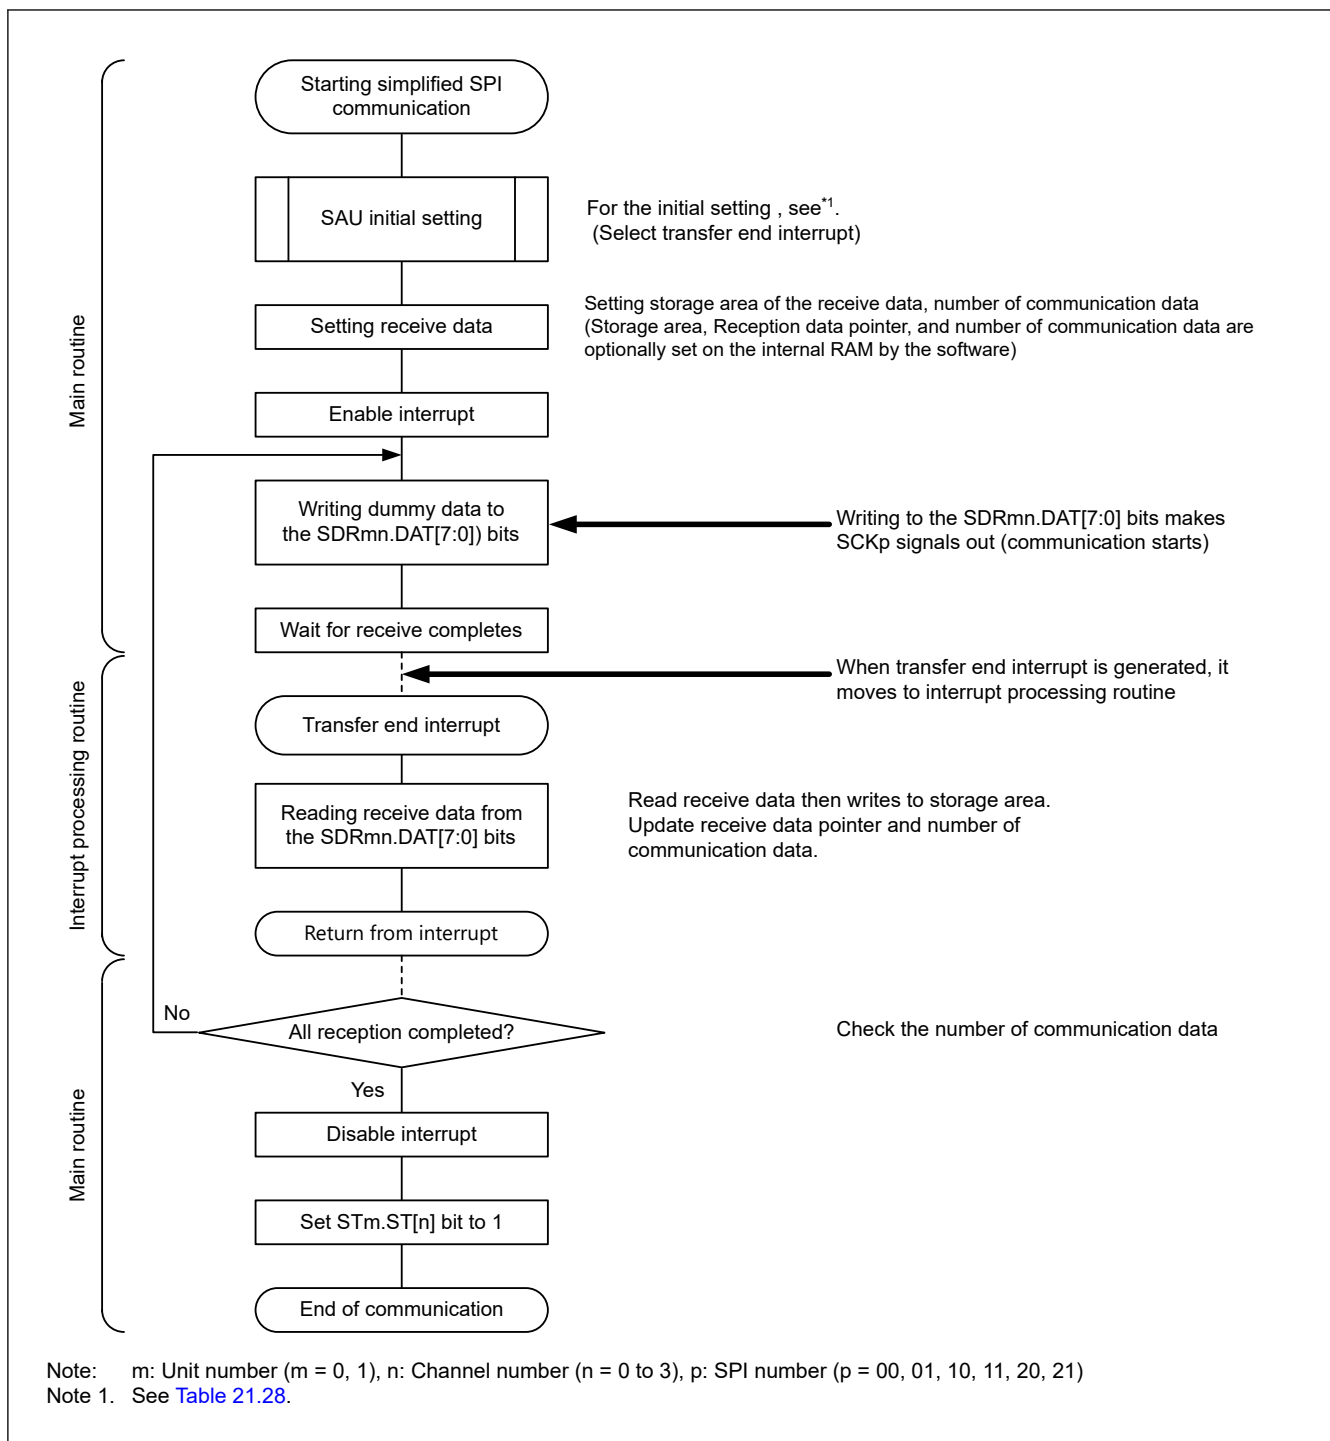 Starting simplified SPI
communication
SAU initial setting
For the initial setting , see*1.
(Select transfer end interrupt)
Setting receive data
Setting storage area of the receive data, number of communication data
(Storage area, Reception data pointer, and number of communication data are
optionally set on the internal RAM by the software)
Main routine
Enable interrupt
Writing dummy data to
the SDRmn.DAT[7:0]) bits
Writing to the SDRmn.DAT[7:0] bits makes
SCKp signals out (communication starts)
Wait for receive completes
When transfer end interrupt is generated, it
moves to interrupt processing routine
Transfer end interrupt
Interrupt processing routine
Reading receive data from
the SDRmn.DAT[7:0] bits
Read receive data then writes to storage area.
Update receive data pointer and number of
communication data.
Return from interrupt
No
All reception completed?
Check the number of communication data
Yes
Main routine
Disable interrupt
Set STm.ST[n] bit to 1
End of communication
Note: m: Unit number (m = 0, 1), n: Channel number (n = 0 to 3), p: SPI number (p = 00, 01, 10, 11, 20, 21)
Note 1. See Table 21.28.